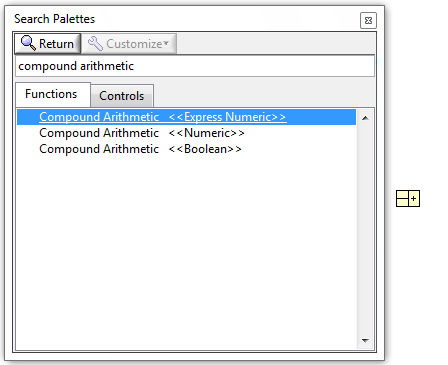 Search Palettes
Return Customize
compound arithmetic
Functions Controls
Compound Arithmetic <<Express Numeric>>
Compound Arithmetic <<Numeric>>
Compound Arithmetic <<Boolean>>
+